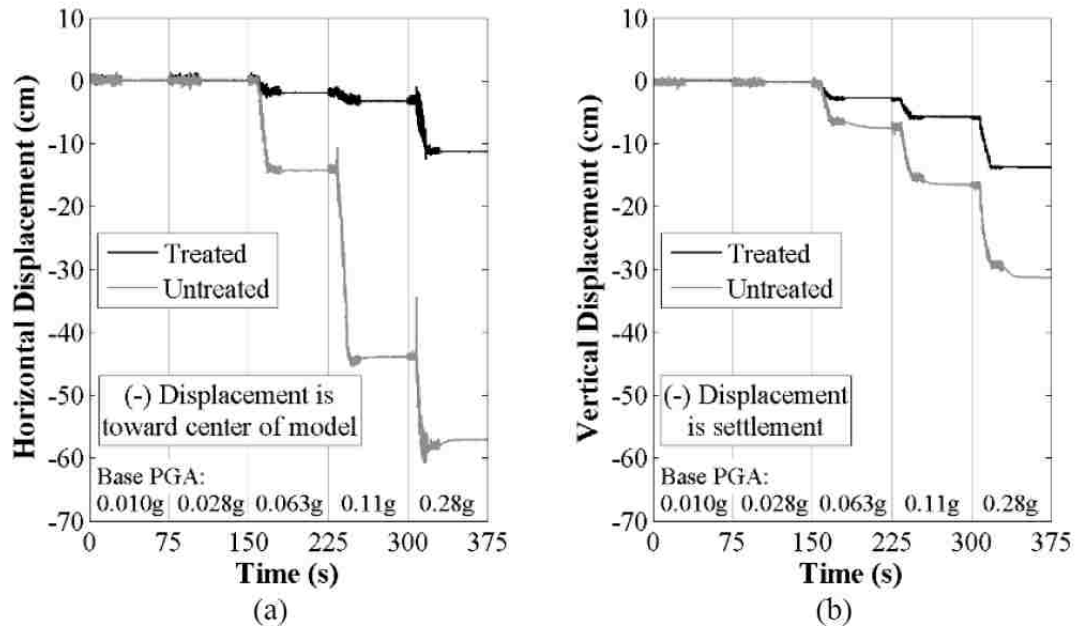 10
0
-10
-20
-30
-40
-50
-60
-70
Horizontal Displacement (cm)
Treated
Untreated
(-) Displacement is
toward center of model
Base PGA:
0.010g 0.028g 0.063g 0.11g 0.28g
0 75 150 225 300 375
Time (s)
(a)
10
0
-10
-20
-30
-40
-50
-60
-70
Vertical Displacement (cm)
Treated
Untreated
(-) Displacement
is settlement
Base PGA:
0.010g 0.028g 0.063g 0.11g 0.28g
0 75 150 225 300 375
Time (s)
(b)